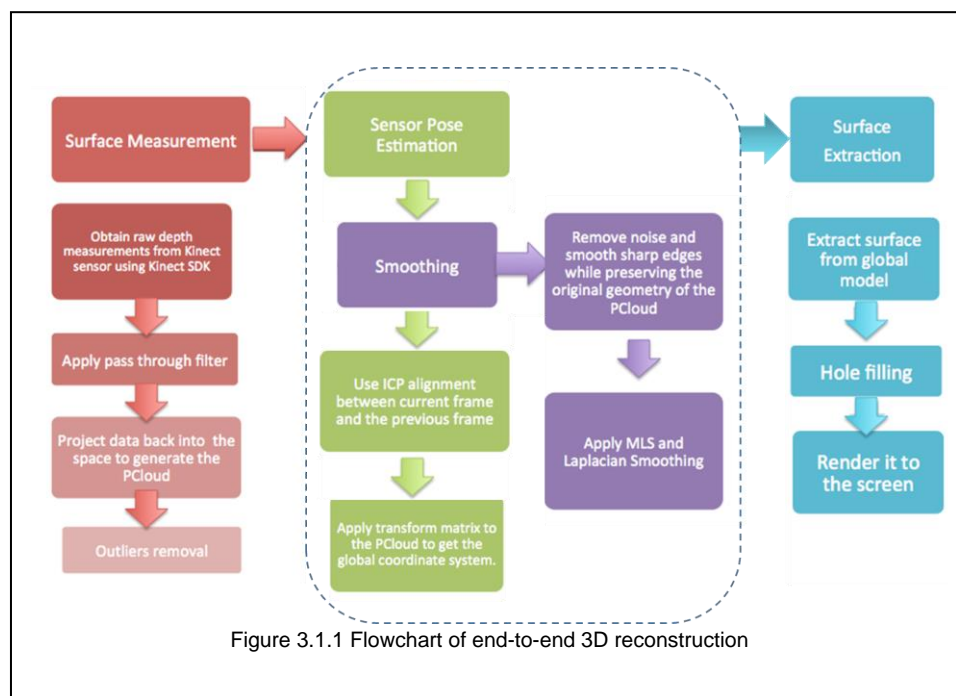 Surface Measurement
Obtain raw depth
measurements from Kinect
sensor using Kinect SDK
Apply pass through filter
Project data back into the
space to generate the
PCloud
Outliers removal
Sensor Pose
Estimation
Smoothing
Use ICP alignment
between current frame
and the previous frame
Apply transform matrix to
the PCloud to get the
global coordinate system.
Remove noise and
smooth sharp edges
while preserving the
original geometry of the
PCloud
Apply MLS and
Laplacian Smoothing
Surface
Extraction
Extract surface
from global
model
Hole filling
Render it to
the screen
Figure 3.1.1 Flowchart of end-to-end 3D reconstruction